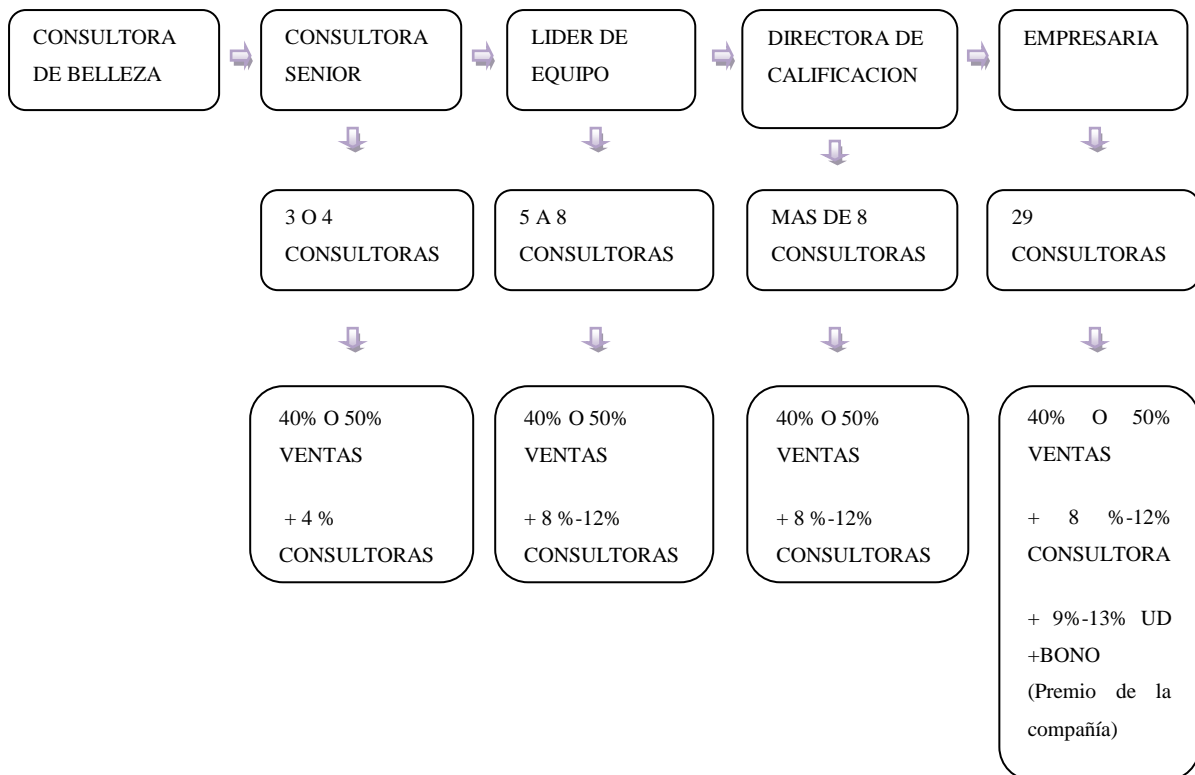 CONSULTORA
DE BELLEZA
CONSULTORA
SENIOR
LIDER DE
EQUIPO
DIRECTORA DE
CALIFICACION
EMPRESARIA
3 O 4
CONSULTORAS
5 A 8
CONSULTORAS
MAS DE 8
CONSULTORAS
29
CONSULTORAS
40% O 50%
VENTAS
+ 4 %
CONSULTORAS
40% O 50%
VENTAS
+ 8 %-12%
CONSULTORAS
40% O 50%
VENTAS
+ 8 %-12%
CONSULTORAS
40% O 50%
VENTAS
+ 8 %-12%
CONSULTORA
+ 9%-13% UD
+BONO
(Premio de la
compañía)